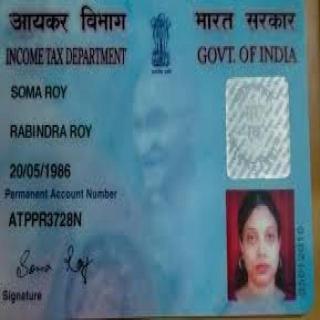 आयकर विभाग
भारत सरकार
INCOME TAX DEPARTMENT
GOVT. OF INDIA
SOMA ROY
RABINDRA ROY
20/05/1986
Permanent Account Number
ATPPR3728N
Soma Roy
Signature
05012010